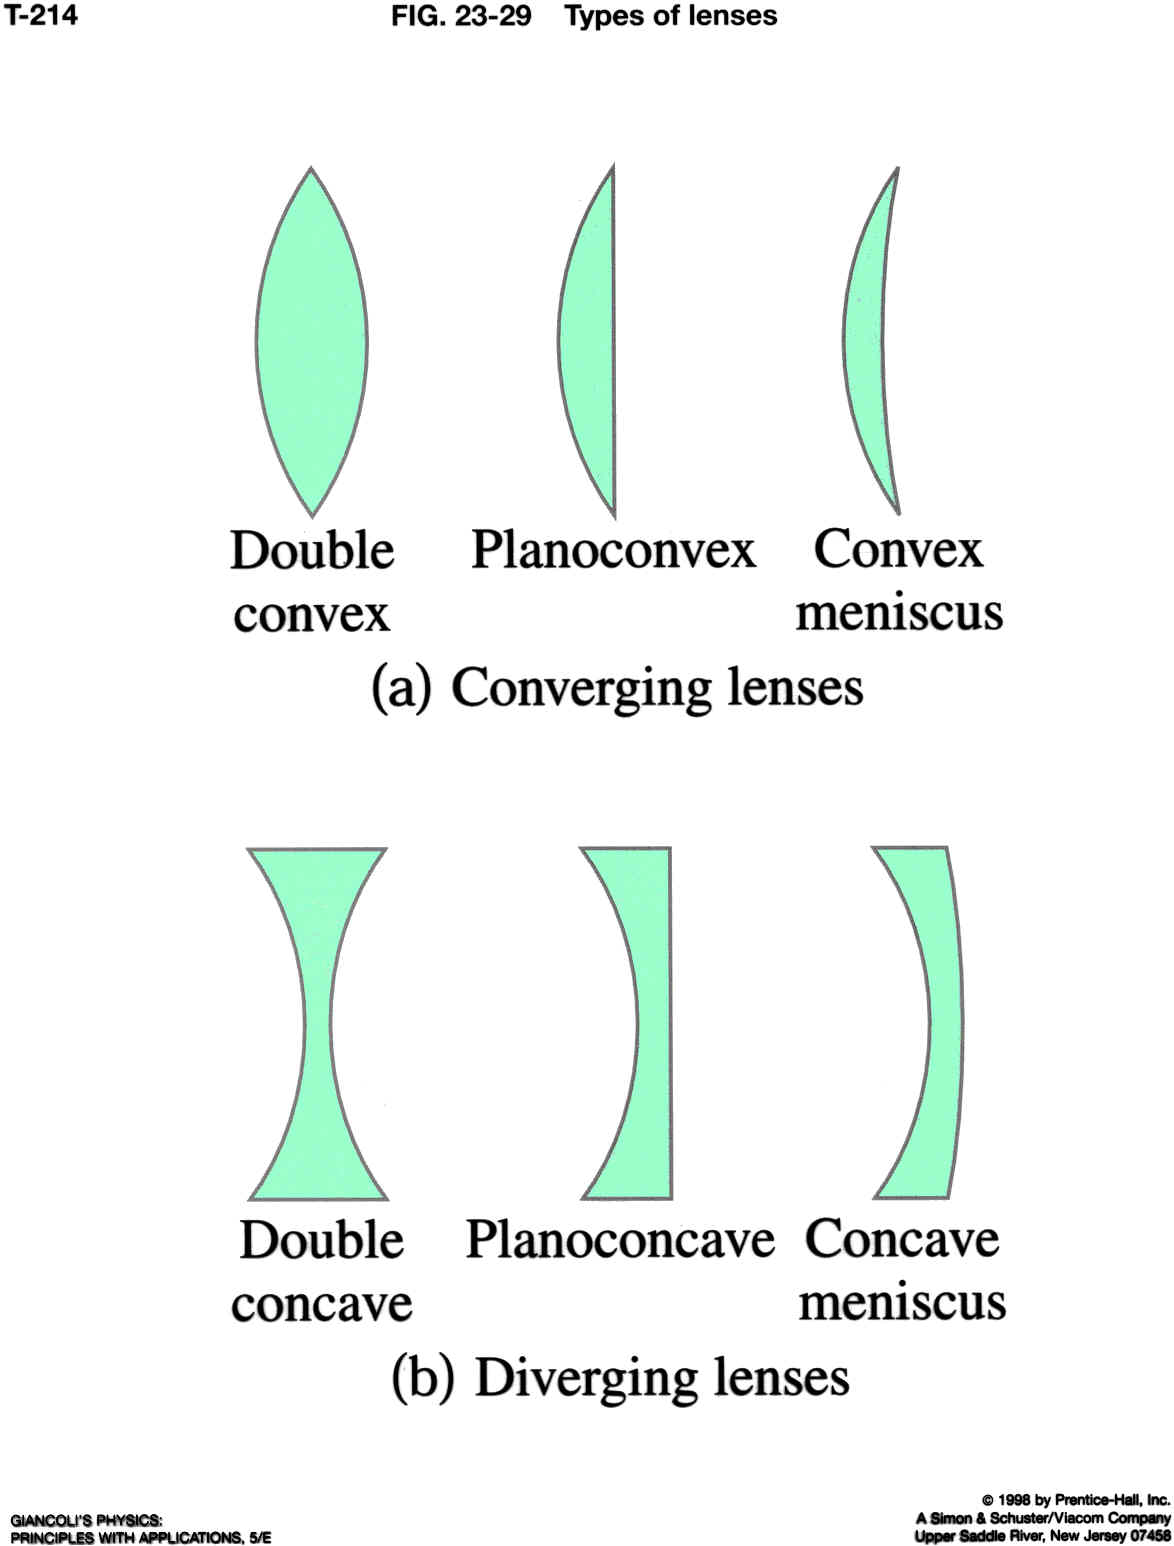 T-214 FIG. 23-29 Types of lenses
Double
convex
Planoconvex
Convex
meniscus
(a) Converging lenses
Double
concave
Planoconcave
Concave
meniscus
(b) Diverging lenses
GIANCOLI'S PHYSICS:
PRINCIPLES WITH APPLICATIONS, 5/E
© 1998 by Prentice-Hall, Inc.
A Simon & Schuster/Viacom Company
Upper Saddle River, New Jersey 07458